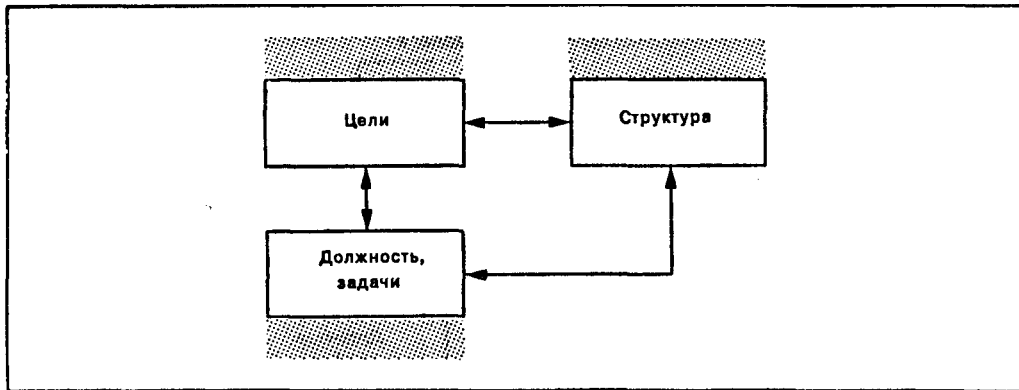 Цели
Структура
Должность,
задачи